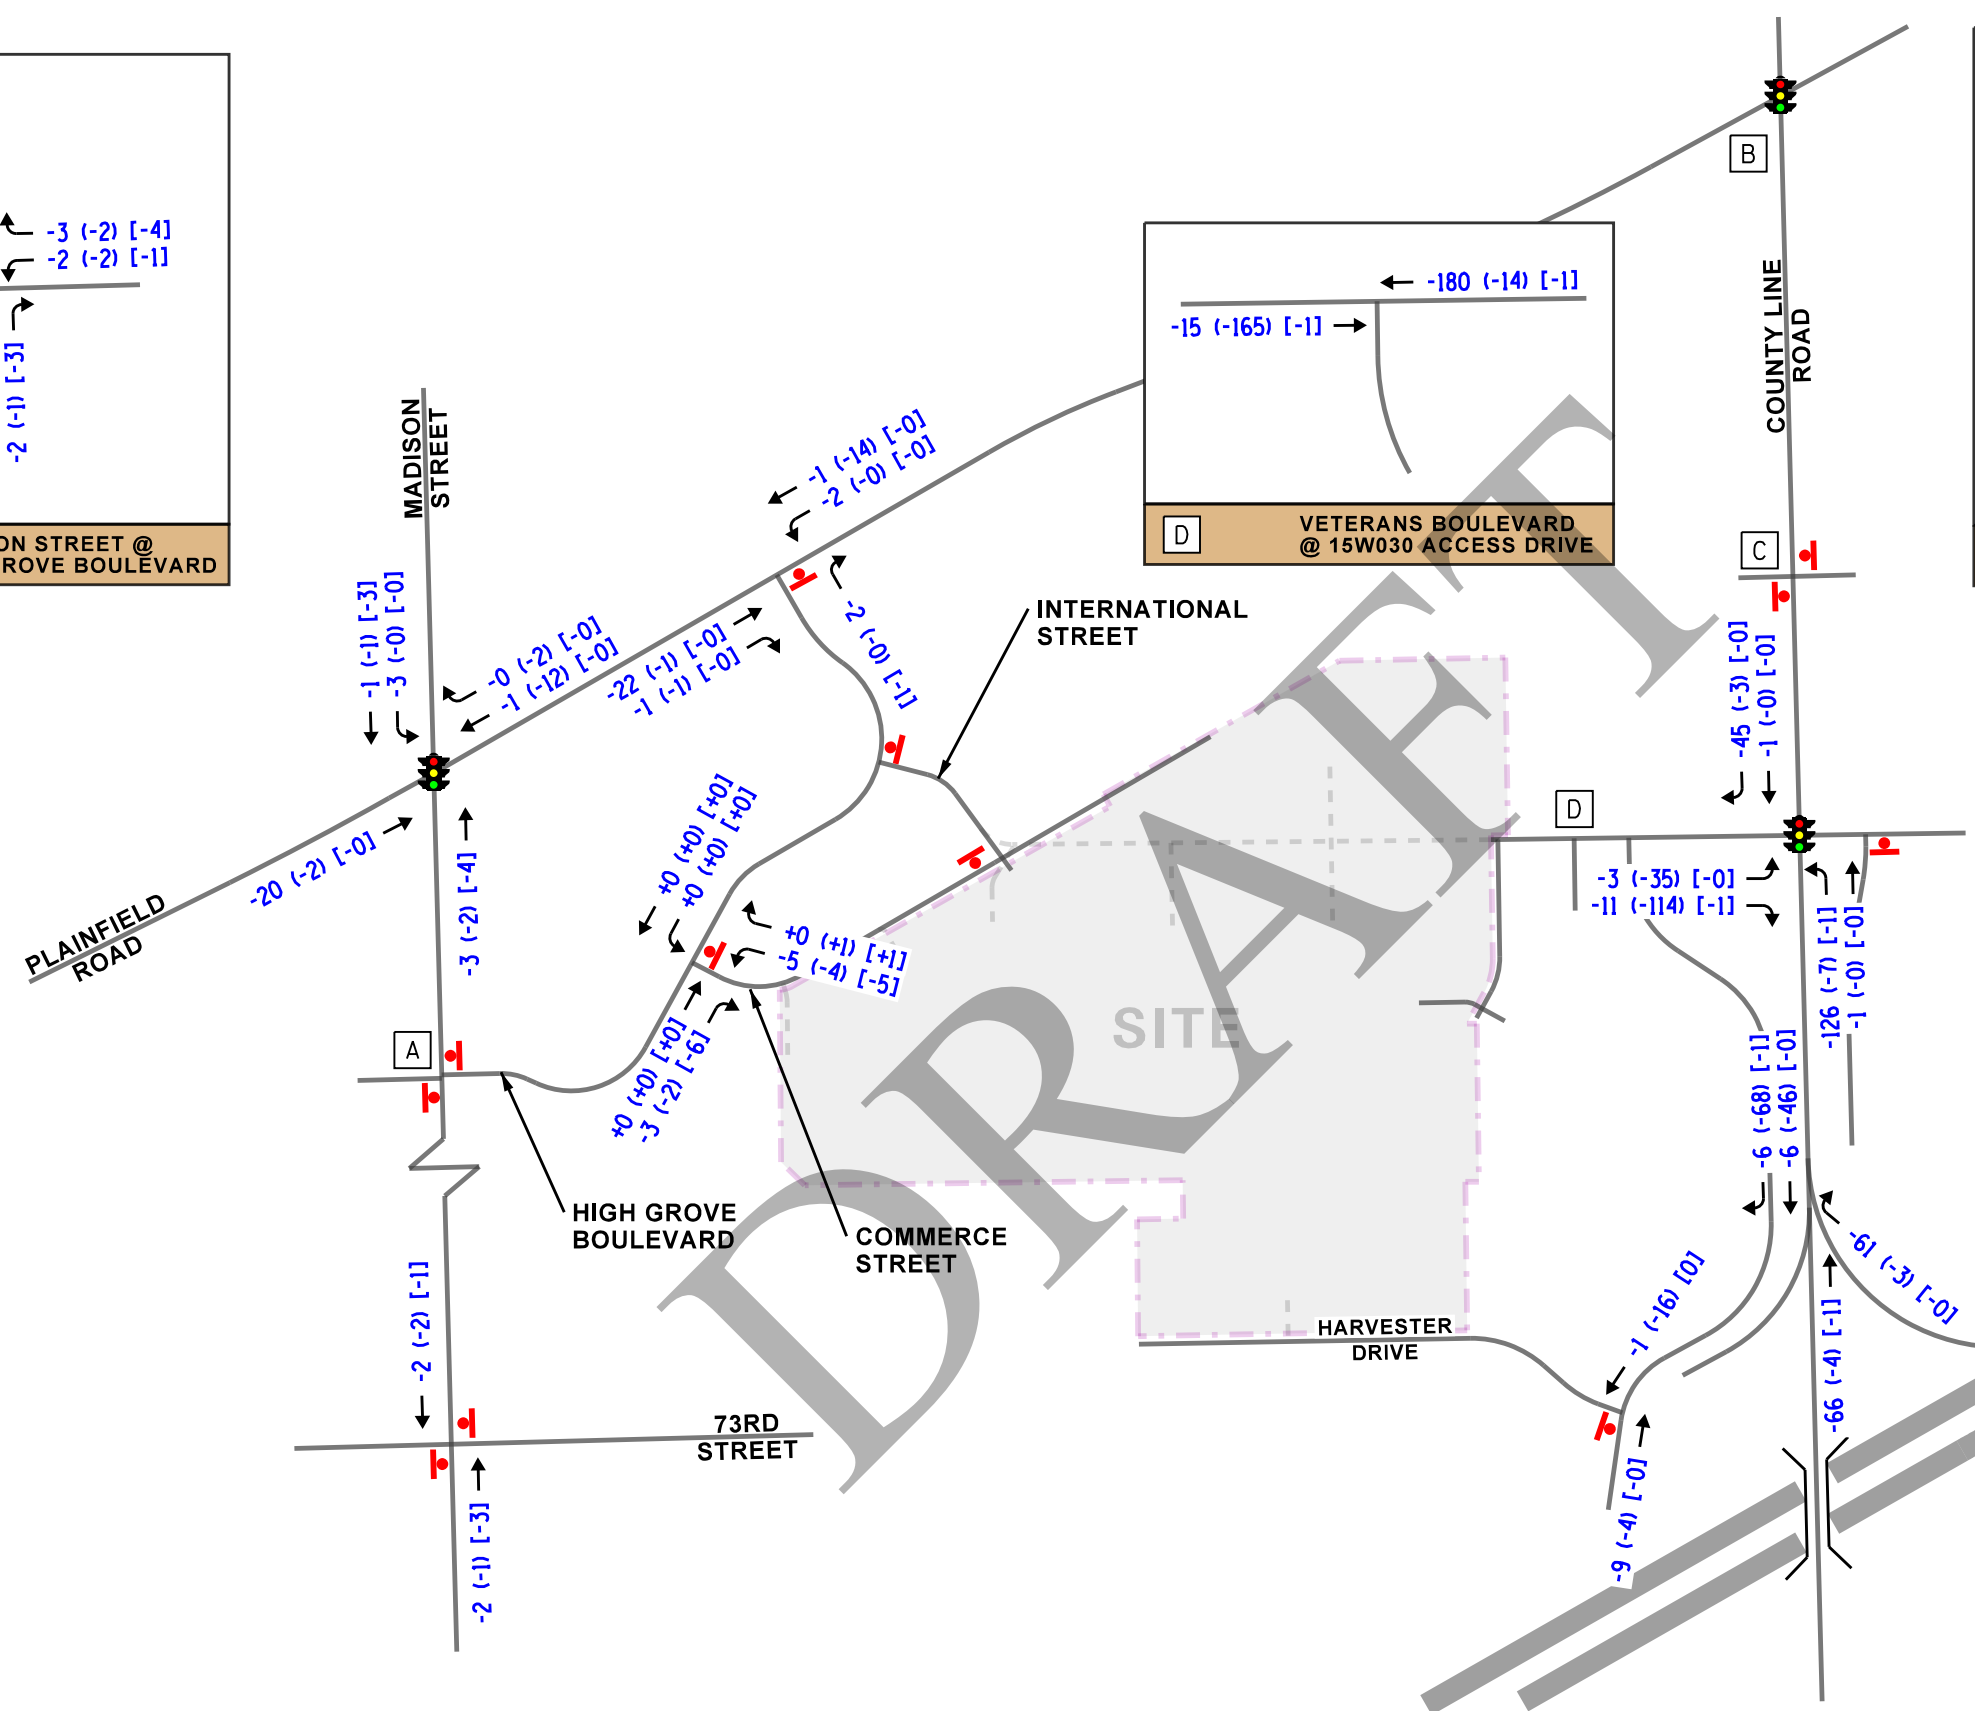 B
-3 (-2) [-4]
-2 (-2) [-1]
-2 (-1) [-3]
ON STREET @
ROVE BOULEVARD
-180 (-14) [-1]
-15 (-165) [-1]
D
VETERANS BOULEVARD
@ 15W030 ACCESS DRIVE
COUNTY LINE
ROAD
MADISON
STREET
-1 (-14) [-0]
-2 (-0) [-0]
C
-1 (-1) [-3]
-3 (-0) [-0]
-0 (-2) [-0]
-1 (-12) [-0]
-22 (-1) [-0]
-1 (-1) [-0]
-2 (-0) [-1]
INTERNATIONAL
STREET
-45 (-3) [-0]
-1 (-0) [-0]
D
-20 (-2) [-0]
PLAINFIELD
ROAD
-3 (-2) [-4]
+0 (+0) [+0]
+0 (+0) [+0]
+0 (+1) [+1]
-5 (-4) [-5]
-3 (-35) [-0]
-11 (-114) [-1]
-126 (-7) [-1]
-1 (-0) [-0]
A
+0 (+0) [+0]
-3 (-2) [-6]
SITE
DRAFT
-6 (-68) [-1]
-6 (-46) [-0]
HIGH GROVE
BOULEVARD
COMMERCE
STREET
-61 (-3) [-0]
-2 (-2) [-1]
-1 (-16) [0]
HARVESTER
DRIVE
-66 (-4) [-1]
73RD
STREET
-9 (-4) [-0]
-2 (-1) [-3]